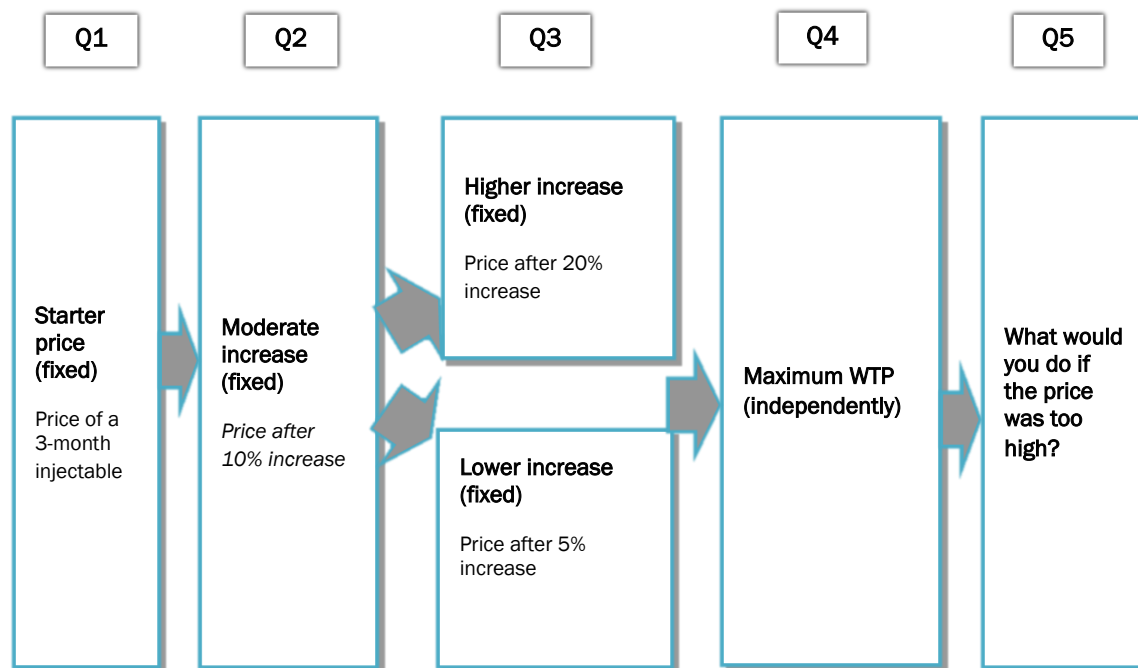 Q1
Q2
Q3
Q4
Q5
Starter
price
(fixed)
Price of a
3-month
injectable
Moderate
increase
(fixed)
Price after
10% increase
Higher increase
(fixed)
Price after 20%
increase
Lower increase
(fixed)
Price after 5%
increase
Maximum WTP
(independently)
What would
you do if
the price
was too
high?